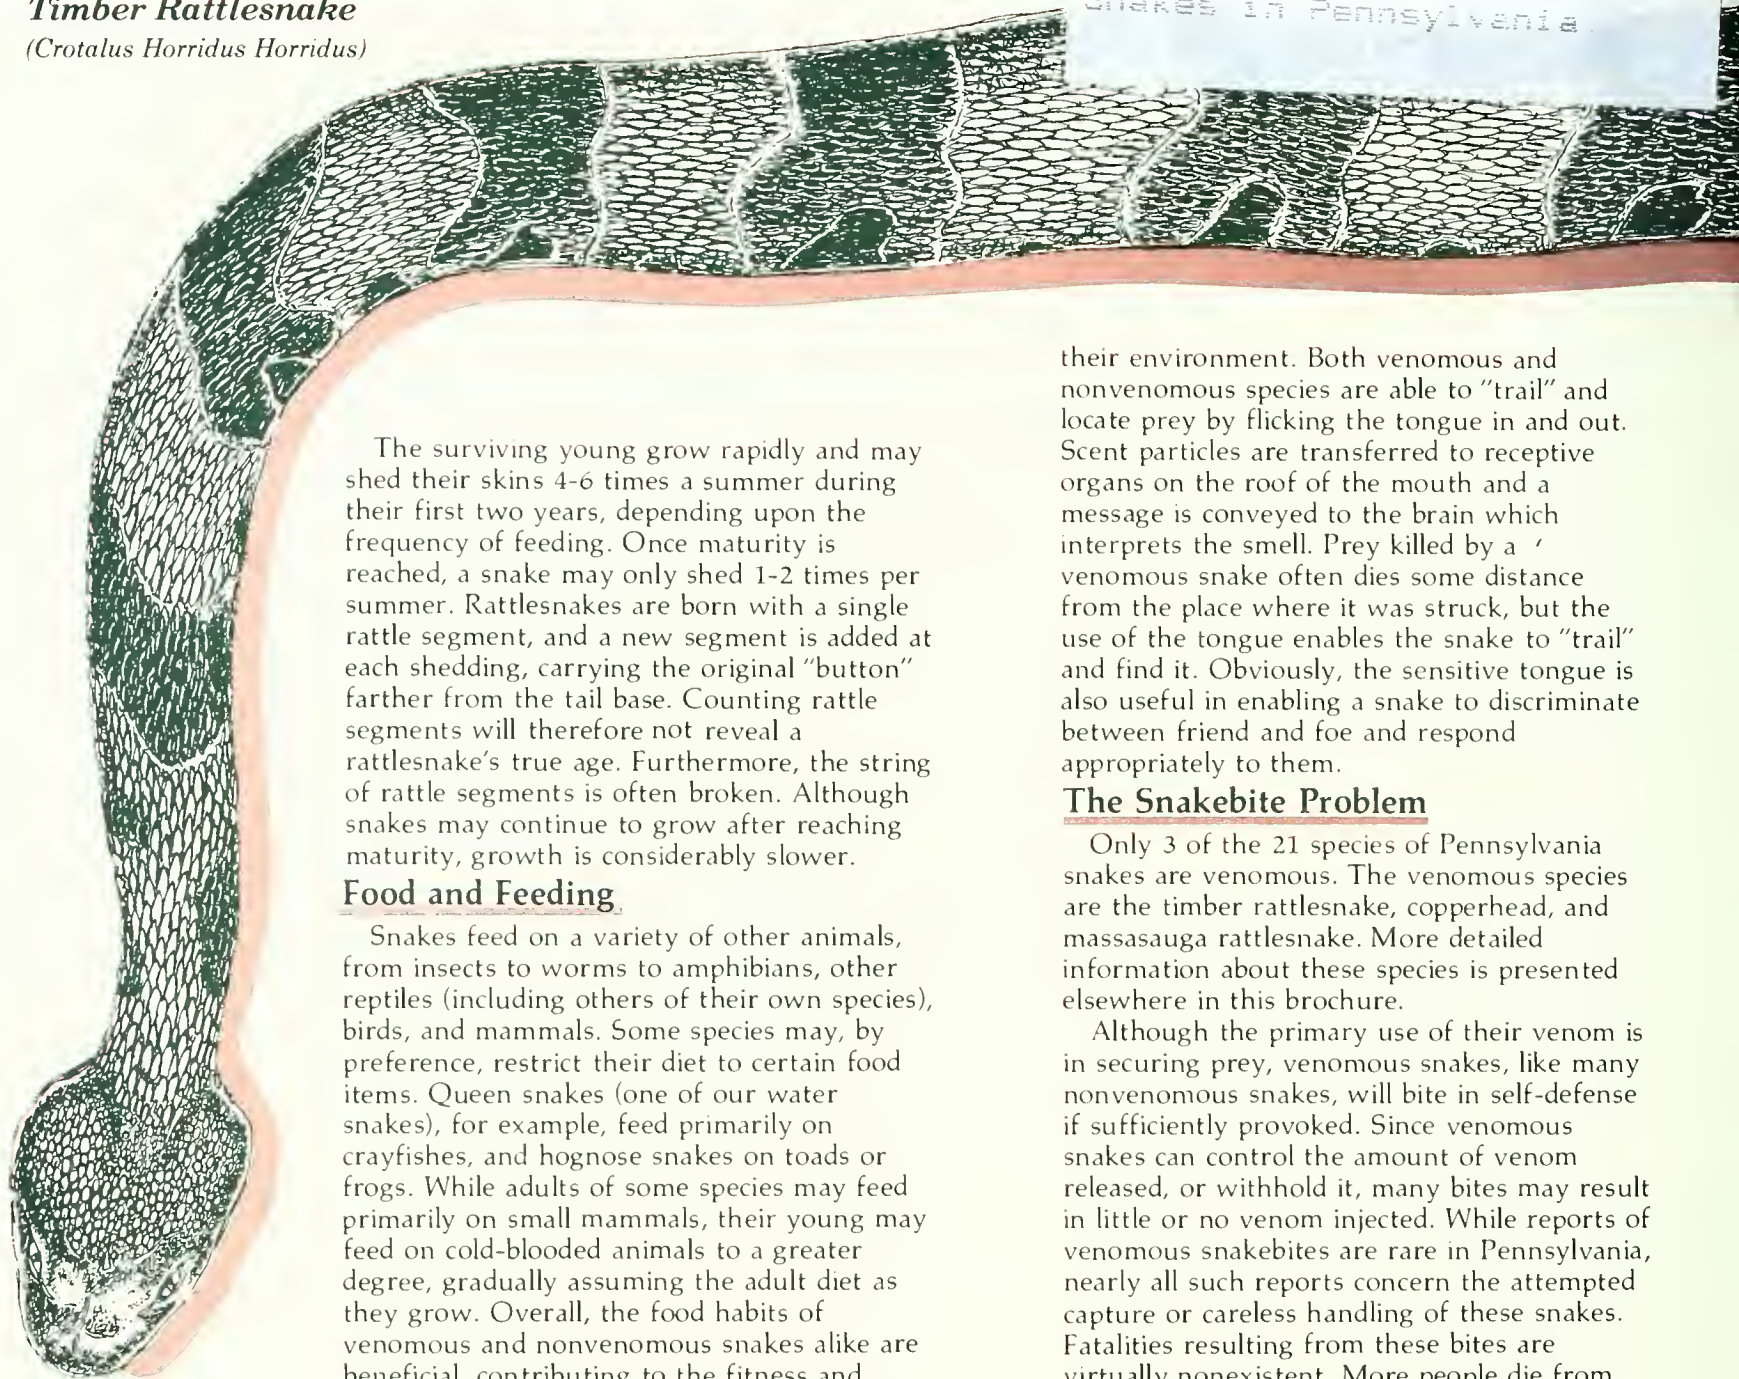 Timber Rattlesnake
(Crotalus Horridus Horridus)
Snakes in Pennsylvania
The surviving young grow rapidly and may
shed their skins 4-6 times a summer during
their first two years, depending upon the
frequency of feeding. Once maturity is
reached, a snake may only shed 1-2 times per
summer. Rattlesnakes are born with a single
rattle segment, and a new segment is added at
each shedding, carrying the original "button"
farther from the tail base. Counting rattle
segments will therefore not reveal a
rattlesnake's true age. Furthermore, the string
of rattle segments is often broken. Although
snakes may continue to grow after reaching
maturity, growth is considerably slower.
Food and Feeding
Snakes feed on a variety of other animals,
from insects to worms to amphibians, other
reptiles (including others of their own species),
birds, and mammals. Some species may, by
preference, restrict their diet to certain food
items. Queen snakes (one of our water
snakes), for example, feed primarily on
crayfishes, and hognose snakes on toads or
frogs. While adults of some species may feed
primarily on small mammals, their young may
feed on cold-blooded animals to a greater
degree, gradually assuming the adult diet as
they grow. Overall, the food habits of
venomous and nonvenomous snakes alike are
beneficial, contributing to the fitness and
their environment. Both venomous and
nonvenomous species are able to "trail" and
locate prey by flicking the tongue in and out.
Scent particles are transferred to receptive
organs on the roof of the mouth and a
message is conveyed to the brain which
interprets the smell. Prey killed by a
venomous snake often dies some distance
from the place where it was struck, but the
use of the tongue enables the snake to "trail"
and find it. Obviously, the sensitive tongue is
also useful in enabling a snake to discriminate
between friend and foe and respond
appropriately to them.
The Snakebite Problem
Only 3 of the 21 species of Pennsylvania
snakes are venomous. The venomous species
are the timber rattlesnake, copperhead, and
massasauga rattlesnake. More detailed
information about these species is presented
elsewhere in this brochure.
Although the primary use of their venom is
in securing prey, venomous snakes, like many
nonvenomous snakes, will bite in self-defense
if sufficiently provoked. Since venomous
snakes can control the amount of venom
released, or withhold it, many bites may result
in little or no venom injected. While reports of
venomous snakebites are rare in Pennsylvania,
nearly all such reports concern the attempted
capture or careless handling of these snakes.
Fatalities resulting from these bites are
virtually nonexistent. More people die from